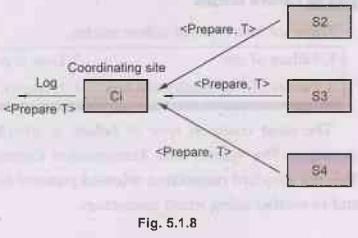 S2
<Prepare, T>
Coordinating site
Log
<Prepare, T>
Ci
S3
<Prepare T>
<Prepare, T>
S4
Fig. 5.1.8